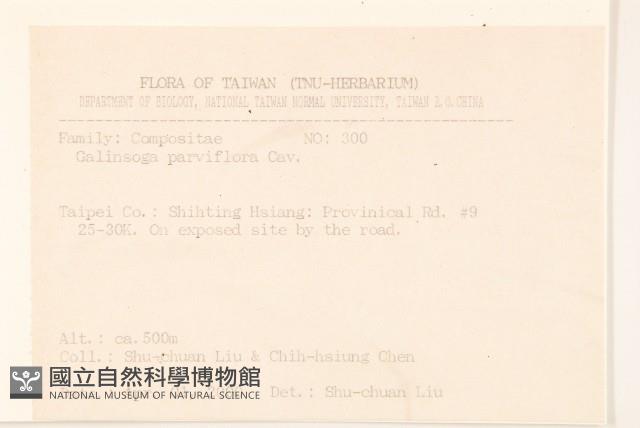 FLORA OF TAIWAN (TNU-HERBARIUM)
DEPARTMENT OF BIOLOGY, NATIONAL TAIWAN NORMAL UNIVERSITY, TAIWAN R.O.CHINA
Family: Compositae NO: 300
Galinsoga parviflora Cav.
Taipei Co.: Shihting Hsiang: Provinical Rd. #9
25-30K. On exposed site by the road.
Alt.: ca.500m
Coll.: Shu-chuan Liu & Chih-hsiung Chen
國立自然科學博物館
NATIONAL MUSEUM OF NATURAL SCIENCE
Det.: Shu-chuan Liu